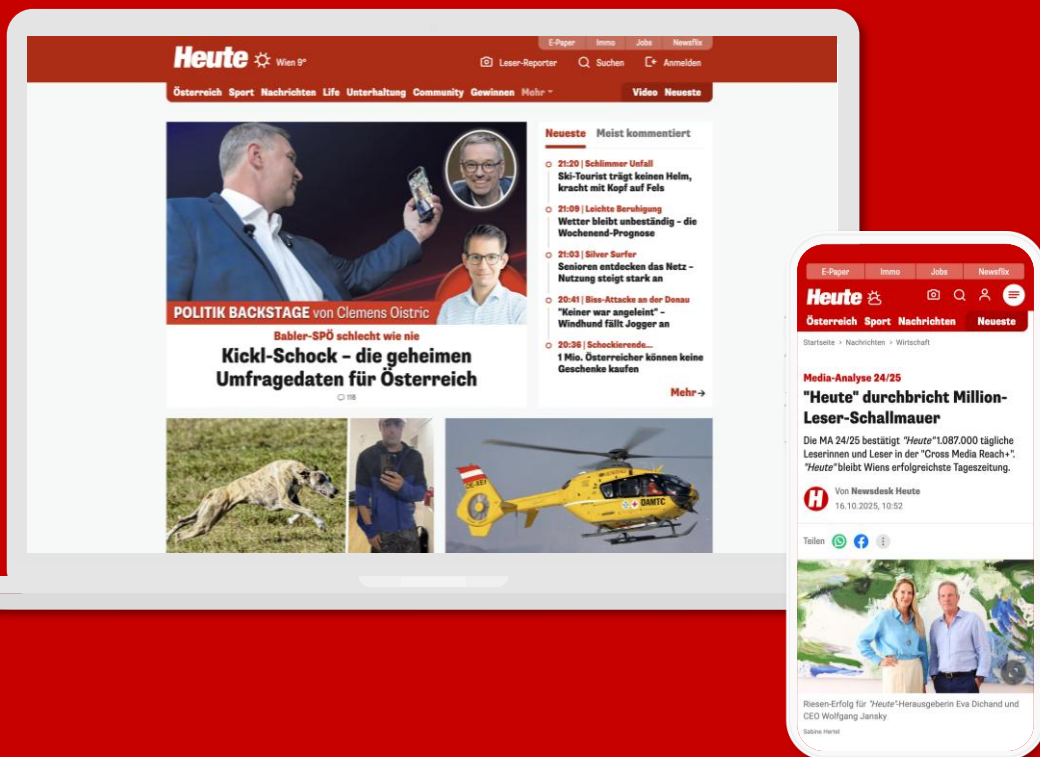 E-Paper Immo Jobs Newsflix
Heute Wien 9°
Leser-Reporter Suchen Anmelden
Österreich Sport Nachrichten Life Unterhaltung Community Gewinnen Mehr Video Neueste
POLITIK BACKSTAGE von Clemens Oistric
Babler-SPÖ schlecht wie nie
Kickl-Schock – die geheimen
Umfragedaten für Österreich
118
Neueste Meist kommentiert
21:20 | Schlimmer Unfall
Ski-Tourist trägt keinen Helm,
kracht mit Kopf auf Fels
21:09 | Leichte Beruhigung
Wetter bleibt unbeständig – die
Wochenend-Prognose
21:03 | Silver Surfer
Senioren entdecken das Netz –
Nutzung steigt stark an
20:41 | Biss-Attacke an der Donau
"Keiner war angeleint" –
Windhund fällt Jogger an
20:36 | Schockierende...
1 Mio. Österreicher können keine
Geschenke kaufen
Mehr→
ÖAMTC
E-Paper Immo Jobs Newsflix
Heute
Österreich Sport Nachrichten Neueste
Startseite > Nachrichten > Wirtschaft
Media-Analyse 24/25
"Heute" durchbricht Million-
Leser-Schallmauer
Die MA 24/25 bestätigt "Heute" 1.087.000 tägliche
Leserinnen und Leser in der "Cross Media Reach+".
"Heute" bleibt Wiens erfolgreichste Tageszeitung.
H
Von Newsdesk Heute
16.10.2025, 10:52
Teilen
Riesen-Erfolg für "Heute"-Herausgeberin Eva Dichand und
CEO Wolfgang Jansky
Sabine Hertel